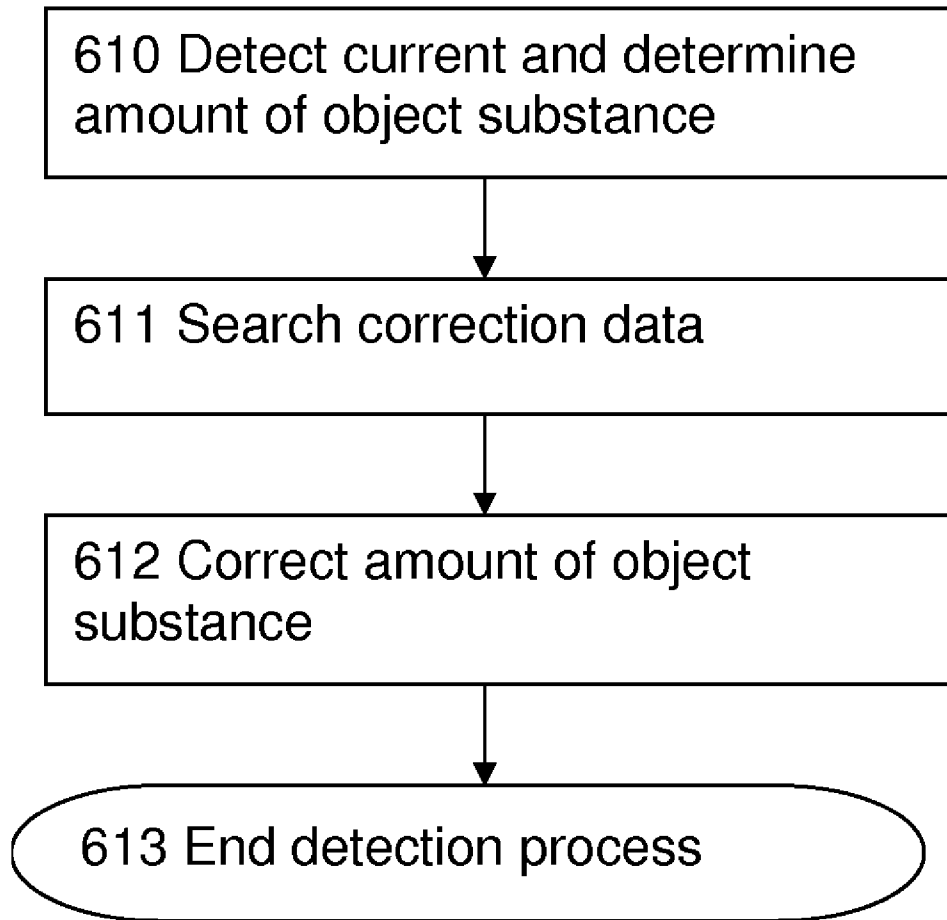 610 Detect current and determine
amount of object substance
611 Search correction data
612 Correct amount of object
substance
613 End detection process